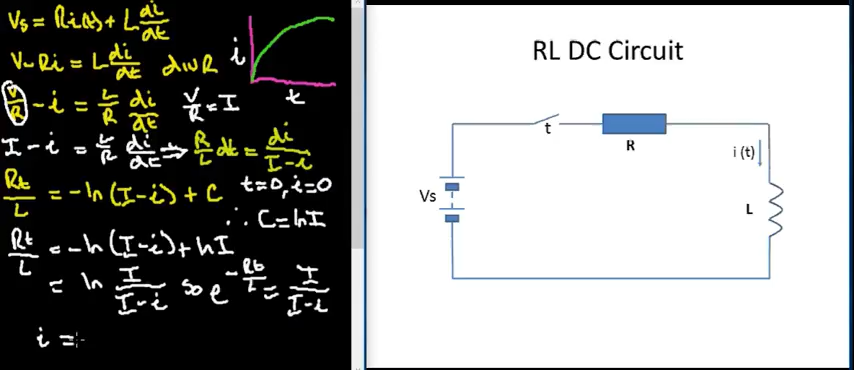 Vs = Ri(t) + L di/dt
V - Ri = L di/dt div R
V/R - i = L/R di/dt V/R = I
I - i = L/R di/dt ⇒ R/L dt = di/I-i
Rt/L = -ln(I-i) + C t=0, i=0
∴ C = ln I
Rt/L = -ln(I-i) + ln I
= ln I/I-i so e^-Rt/L = I/I-i
i =
i
t
RL DC Circuit
t
R
i (t)
Vs
L